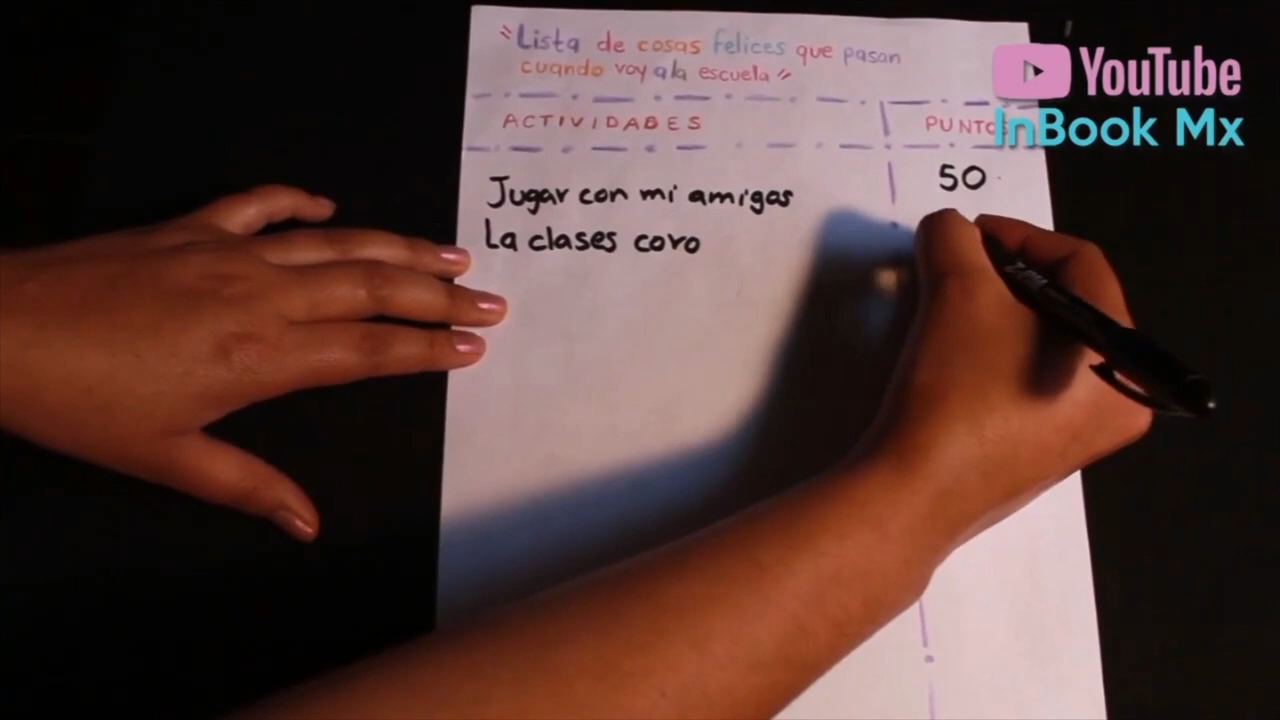 "Lista de cosas felices que pasan
cuando voy a la escuela"
YouTube
InBook Mx
ACTIVIDADES PUNTOS
Jugar con mi amigas 50
La clases coro